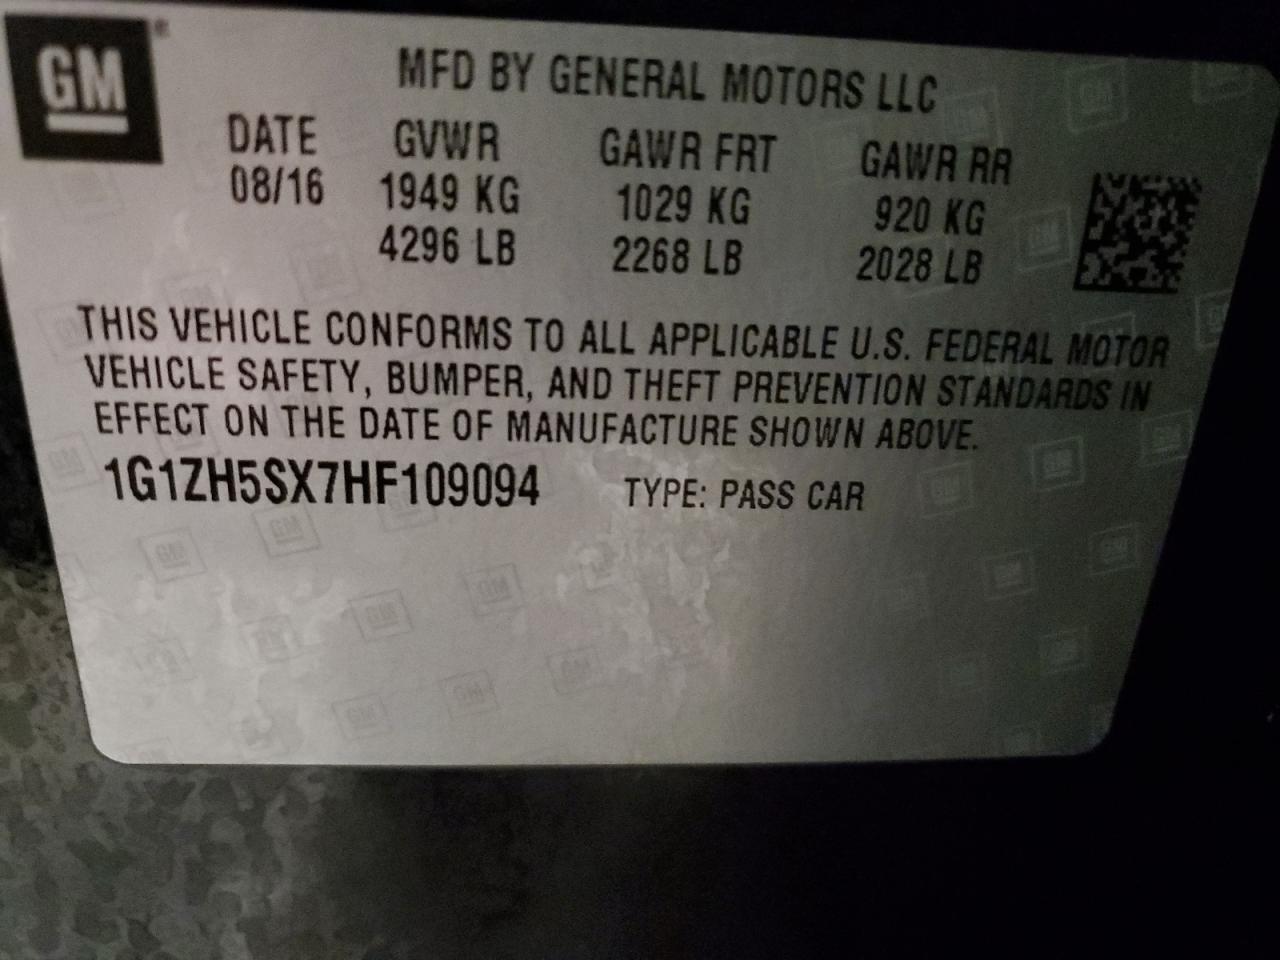 GM
MFD BY GENERAL MOTORS LLC
DATE GVWR GAWR FRT GAWR RR
08/16 1949 KG 1029 KG 920 KG
4296 LB 2268 LB 2028 LB
THIS VEHICLE CONFORMS TO ALL APPLICABLE U.S. FEDERAL MOTOR
VEHICLE SAFETY, BUMPER, AND THEFT PREVENTION STANDARDS IN
EFFECT ON THE DATE OF MANUFACTURE SHOWN ABOVE.
1G1ZH5SX7HF109094 TYPE: PASS CAR